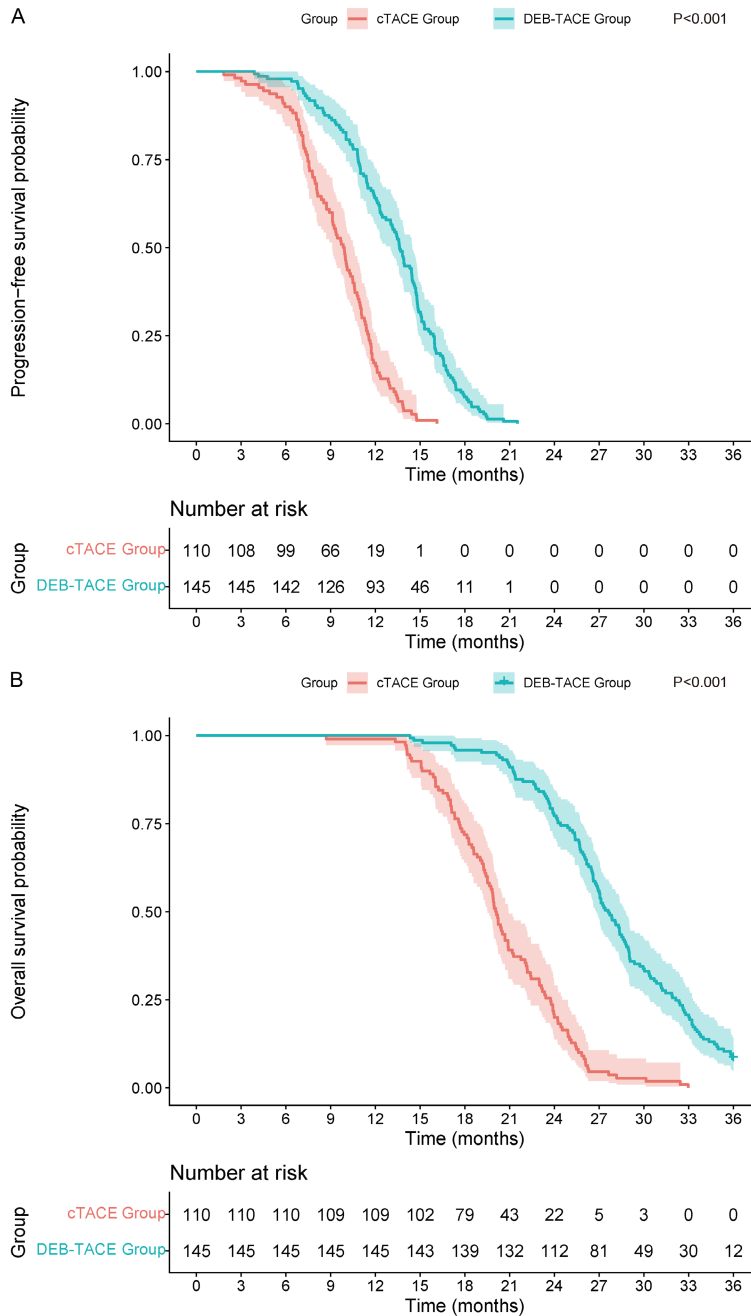 A
Group cTACE Group DEB-TACE Group P<0.001
Progression−free survival probability
1.00
0.75
0.50
0.25
0.00
0 3 6 9 12 15 18 21 24 27 30 33 36
Time (months)
Number at risk
Group
cTACE Group 110 108 99 66 19 1 0 0 0 0 0 0 0
DEB-TACE Group 145 145 142 126 93 46 11 1 0 0 0 0 0
0 3 6 9 12 15 18 21 24 27 30 33 36
Time (months)
B
Group cTACE Group DEB-TACE Group P<0.001
Overall survival probability
1.00
0.75
0.50
0.25
0.00
0 3 6 9 12 15 18 21 24 27 30 33 36
Time (months)
Number at risk
Group
cTACE Group 110 110 110 109 109 102 79 43 22 5 3 0 0
DEB-TACE Group 145 145 145 145 145 143 139 132 112 81 49 30 12
0 3 6 9 12 15 18 21 24 27 30 33 36
Time (months)